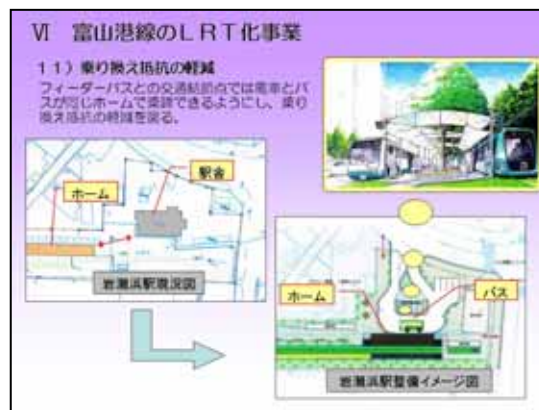 Ⅵ 富山港線のLRT化事業
11）乗り換え抵抗の軽減
フィーダーバスとの交通結節点では電車とバ
スが同じホームで乗降できるようにし、乗り
換え抵抗の軽減を図る。
駅舎
ホーム
岩瀬浜駅現況図
ホーム
バス
岩瀬浜駅整備イメージ図